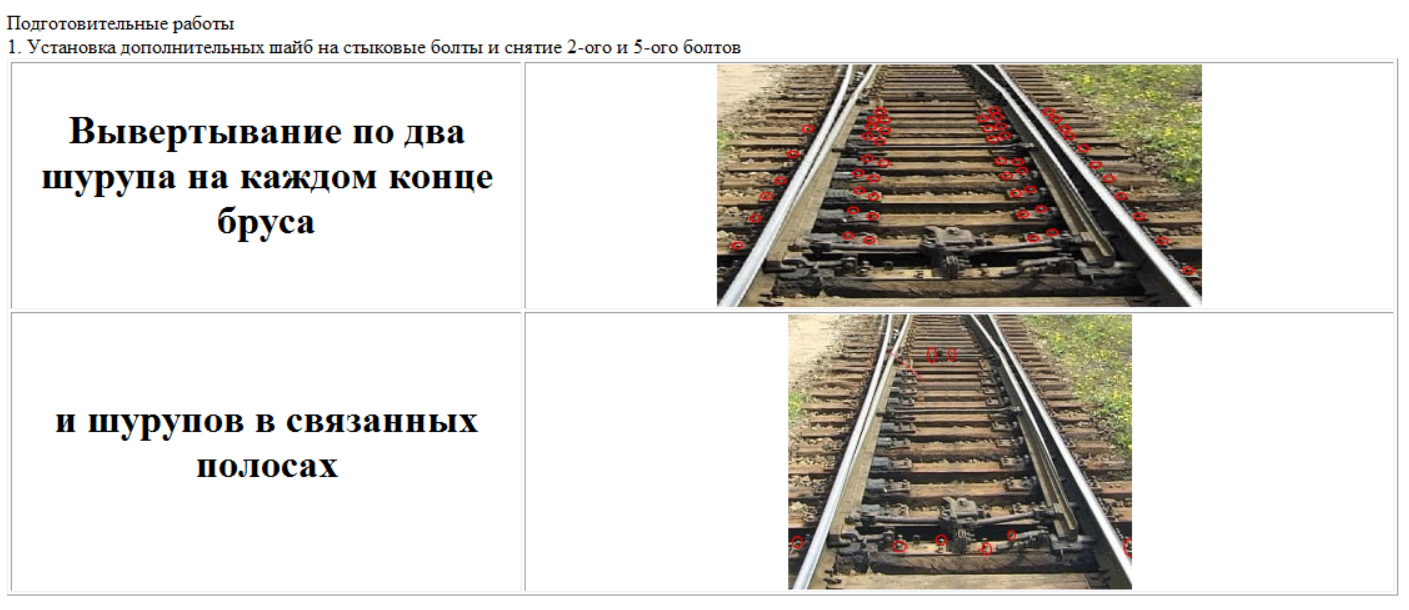 Подготовительные работы
1. Установка дополнительных шайб на стыковые болты и снятие 2-ого и 5-ого болтов
Вывертывание по два
шурупа на каждом конце
бруса
и шурупов в связанных
полосах